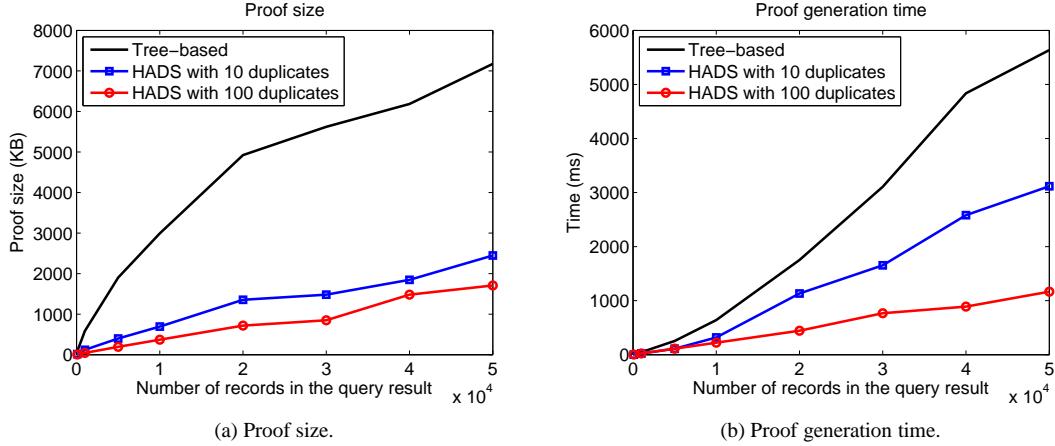 Proof size
8000
7000
6000
5000
4000
3000
2000
1000
0
Proof size (KB)
Tree−based
HADS with 10 duplicates
HADS with 100 duplicates
0 1 2 3 4 5
Number of records in the query result
x 10^4
(a) Proof size.
Proof generation time
6000
5000
4000
3000
2000
1000
0
Time (ms)
Tree−based
HADS with 10 duplicates
HADS with 100 duplicates
0 1 2 3 4 5
Number of records in the query result
x 10^4
(b) Proof generation time.